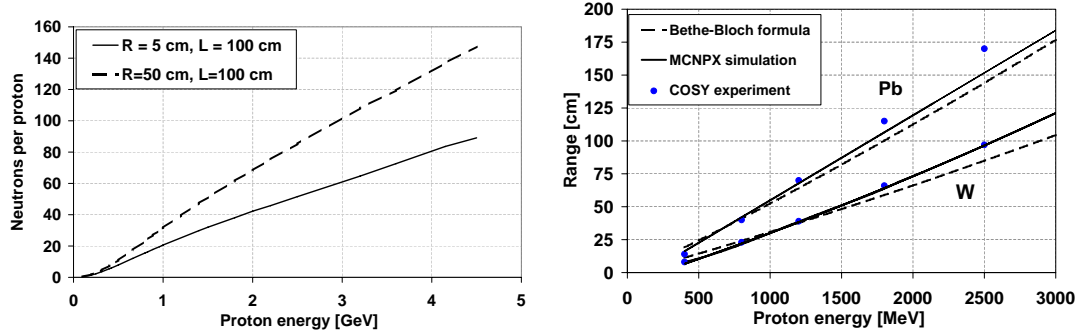 160
140
120
100
80
60
40
20
0
Neutrons per proton
R = 5 cm, L = 100 cm
R=50 cm, L=100 cm
0 1 2 3 4 5
Proton energy [GeV]
200
175
150
125
100
75
50
25
0
Range [cm]
Bethe-Bloch formula
MCNPX simulation
COSY experiment
Pb
W
0 500 1000 1500 2000 2500 3000
Proton energy [MeV]